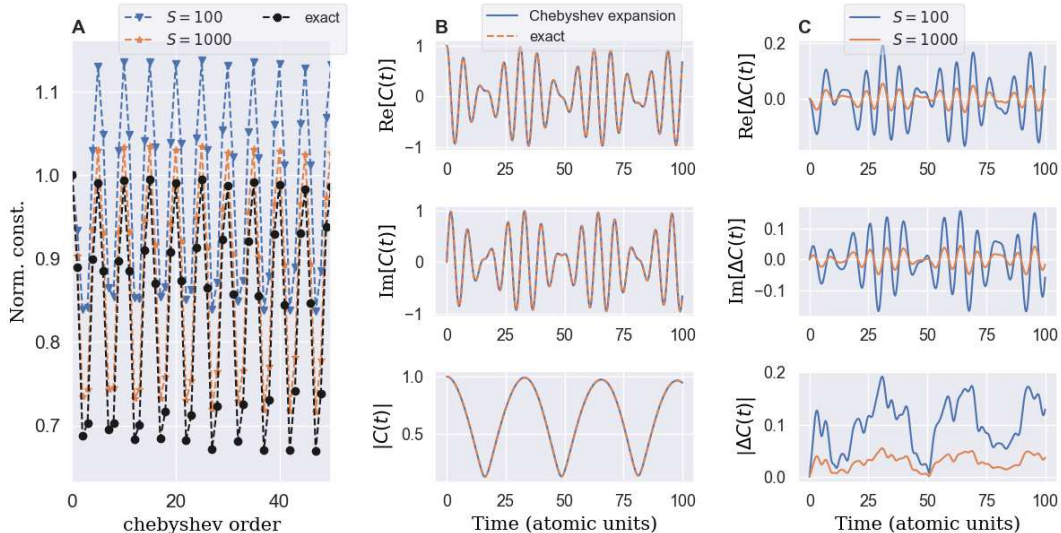 A
S = 100
S = 1000
exact
Norm. const.
1.1
1.0
0.9
0.8
0.7
0
20
40
chebyshev order
B
Chebyshev expansion
exact
Re[C(t)]
1
0
−1
0
25
50
75
100
Im[C(t)]
1
0
−1
0
25
50
75
100
|C(t)|
1.0
0.5
0
25
50
75
100
Time (atomic units)
C
S = 100
S = 1000
Re[ΔC(t)]
0.2
0.0
0
25
50
75
100
Im[ΔC(t)]
0.1
0.0
−0.1
0
25
50
75
100
|ΔC(t)|
0.2
0.1
0.0
0
25
50
75
100
Time (atomic units)